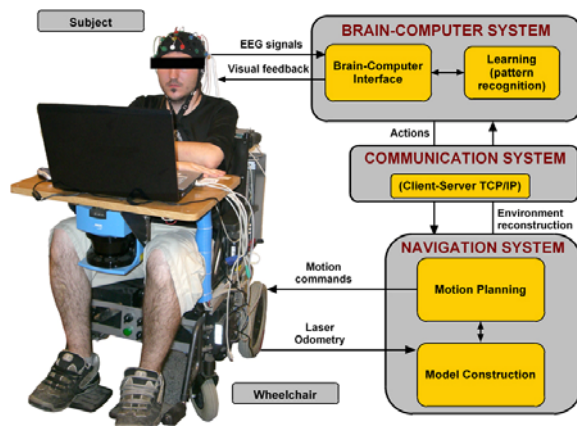 Subject
BRAIN-COMPUTER SYSTEM
EEG signals
Visual feedback
Brain-Computer
Interface
Learning
(pattern
recognition)
Actions
COMMUNICATION SYSTEM
(Client-Server TCP/IP)
Environment
reconstruction
NAVIGATION SYSTEM
Motion
commands
Motion Planning
Laser
Odometry
Model Construction
Wheelchair